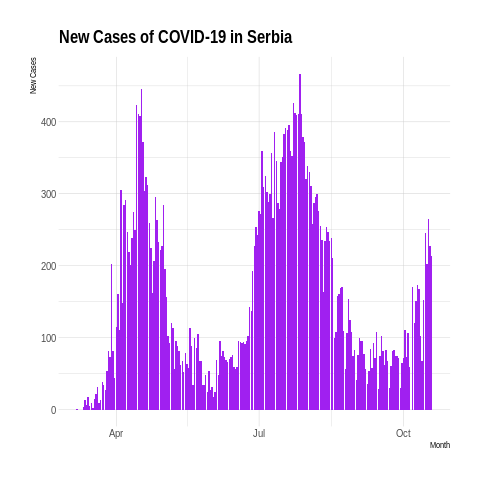 New Cases of COVID-19 in Serbia
New Cases
400
300
200
100
0
Apr
Jul
Oct
Month